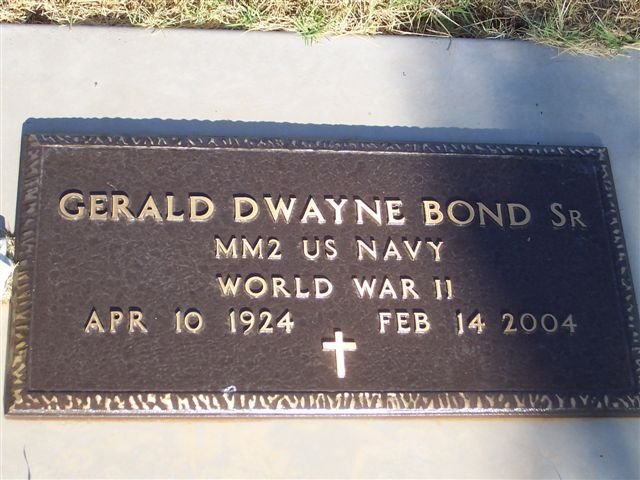 GERALD DWAYNE BOND SR
MM2 US NAVY
WORLD WAR II
APR 10 1924 FEB 14 2004